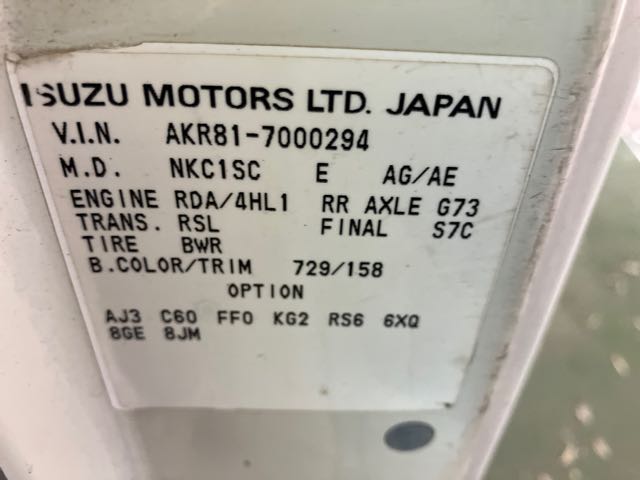 ISUZU MOTORS LTD. JAPAN
V.I.N. AKR81-7000294
M.D. NKC1SC E AG/AE
ENGINE RDA/4HL1 RR AXLE G73
TRANS. RSL FINAL S7C
TIRE BWR
B.COLOR/TRIM 729/158
OPTION
AJ3 C60 FF0 KG2 RS6 6XQ
8GE 8JM